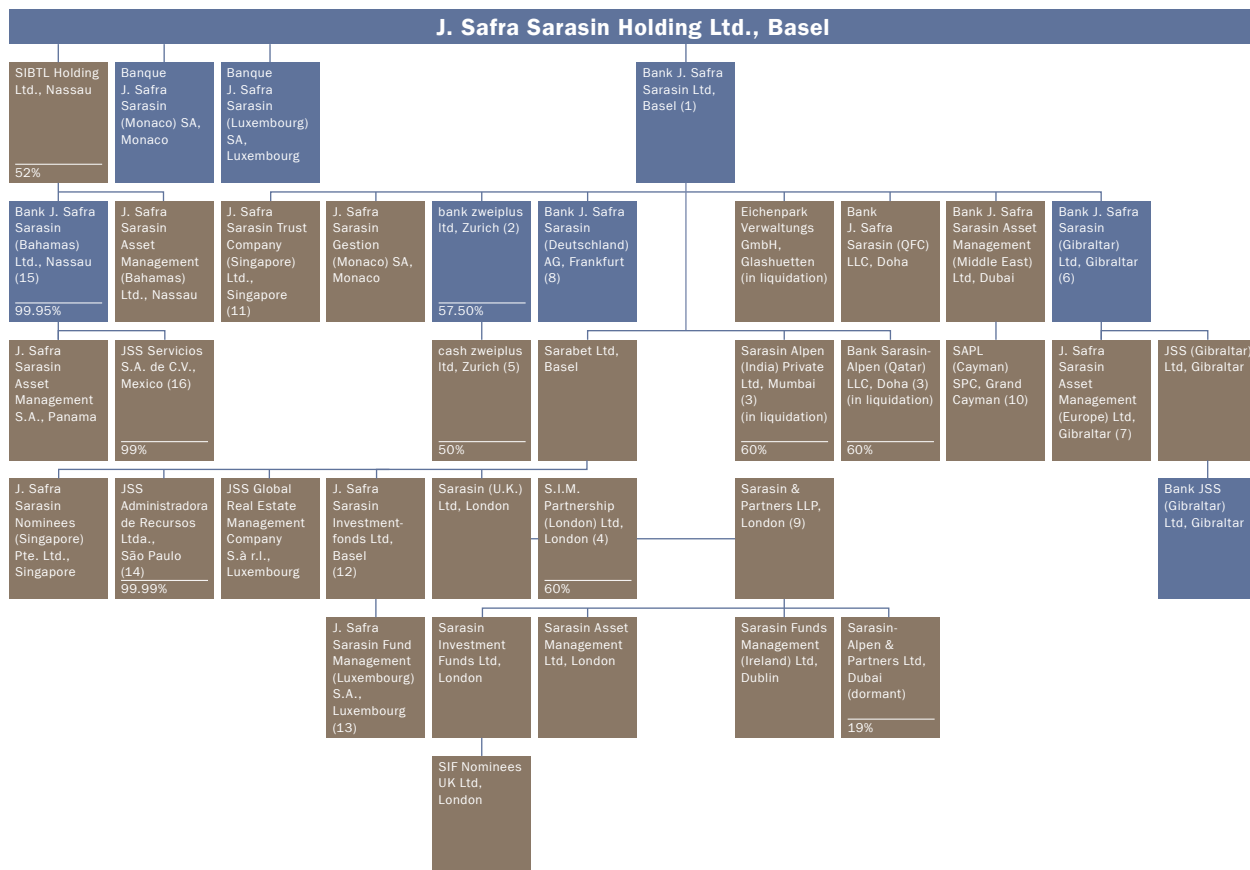 J. Safra Sarasin Holding Ltd., Basel
SIBTL Holding
Ltd., Nassau
52%
Banque
J. Safra
Sarasin
(Monaco) SA,
Monaco
Banque
J. Safra
Sarasin
(Luxembourg)
SA,
Luxembourg
Bank J. Safra
Sarasin Ltd,
Basel (1)
Bank J. Safra
Sarasin
(Bahamas)
Ltd., Nassau
(15)
99.95%
J. Safra
Sarasin
Asset
Management
(Bahamas)
Ltd., Nassau
J. Safra
Sarasin Trust
Company
(Singapore)
Ltd.,
Singapore
(11)
J. Safra
Sarasin
Gestion
(Monaco) SA,
Monaco
bank zweiplus
ltd, Zurich (2)
57.50%
Bank J. Safra
Sarasin
(Deutschland)
AG, Frankfurt
(8)
Eichenpark
Verwaltungs
GmbH,
Glashuetten
(in liquidation)
Bank
J. Safra
Sarasin (QFC)
LLC, Doha
Bank J. Safra
Sarasin Asset
Management
(Middle East)
Ltd, Dubai
Bank J. Safra
Sarasin
(Gibraltar)
Ltd, Gibraltar
(6)
J. Safra
Sarasin
Asset
Management
S.A., Panama
JSS Servicios
S.A. de C.V.,
Mexico (16)
99%
cash zweiplus
ltd, Zurich (5)
50%
Sarabet Ltd,
Basel
Sarasin Alpen
(India) Private
Ltd, Mumbai
(3)
(in liquidation)
60%
Bank Sarasin-
Alpen (Qatar)
LLC, Doha (3)
(in liquidation)
60%
SAPL
(Cayman)
SPC, Grand
Cayman (10)
J. Safra
Sarasin
Asset
Management
(Europe) Ltd,
Gibraltar (7)
JSS (Gibraltar)
Ltd, Gibraltar
J. Safra
Sarasin
Nominees
(Singapore)
Pte. Ltd.,
Singapore
JSS
Administradora
de Recursos
Ltda.,
São Paulo
(14)
99.99%
JSS Global
Real Estate
Management
Company
S.à r.l.,
Luxembourg
J. Safra
Sarasin
Investment-
fonds Ltd,
Basel
(12)
Sarasin (U.K.)
Ltd, London
S.I.M.
Partnership
(London) Ltd,
London (4)
60%
Sarasin &
Partners LLP,
London (9)
Bank JSS
(Gibraltar)
Ltd, Gibraltar
J. Safra
Sarasin Fund
Management
(Luxembourg)
S.A.,
Luxembourg
(13)
Sarasin
Investment
Funds Ltd,
London
Sarasin Asset
Management
Ltd, London
Sarasin Funds
Management
(Ireland) Ltd,
Dublin
Sarasin-
Alpen &
Partners Ltd,
Dubai
(dormant)
19%
SIF Nominees
UK Ltd,
London